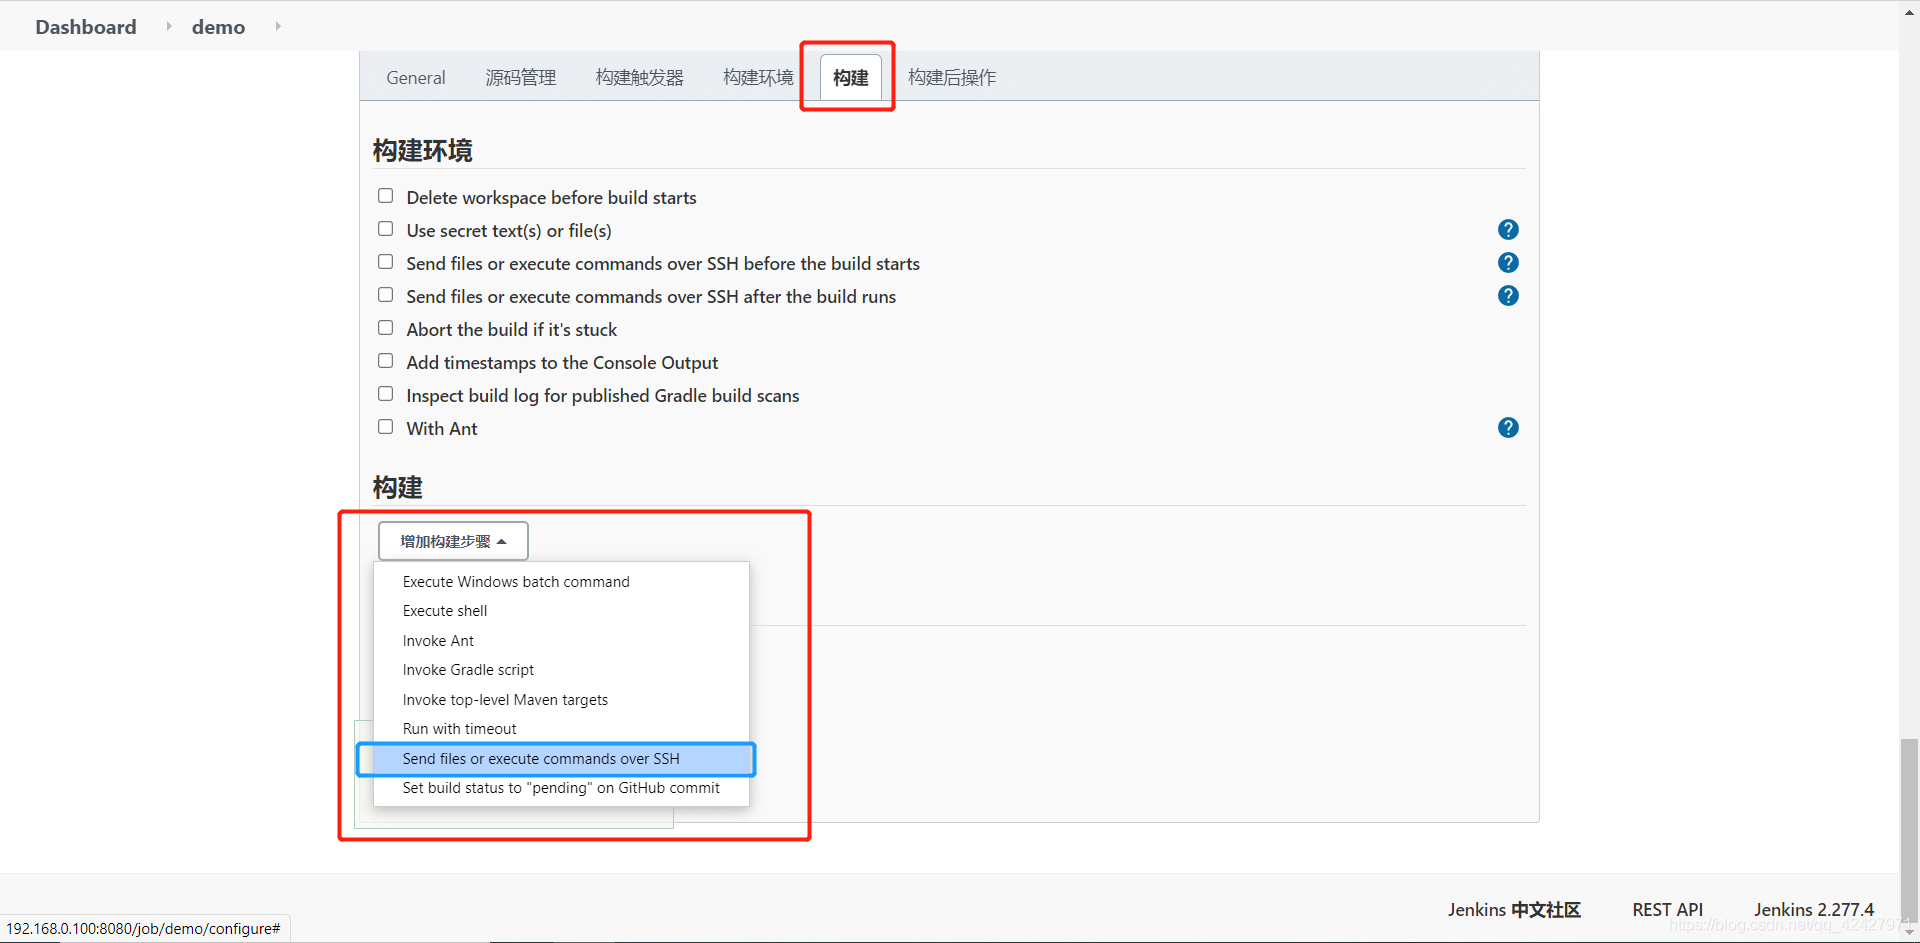 Dashboard demo
General 源码管理 构建触发器 构建环境 构建 构建后操作
构建环境
Delete workspace before build starts
Use secret text(s) or file(s)
Send files or execute commands over SSH before the build starts
Send files or execute commands over SSH after the build runs
Abort the build if it's stuck
Add timestamps to the Console Output
Inspect build log for published Gradle build scans
With Ant
构建
增加构建步骤
Execute Windows batch command
Execute shell
Invoke Ant
Invoke Gradle script
Invoke top-level Maven targets
Run with timeout
Send files or execute commands over SSH
Set build status to "pending" on GitHub commit
Jenkins 中文社区 REST API Jenkins 2.277.4
192.168.0.100:8080/job/demo/configure#